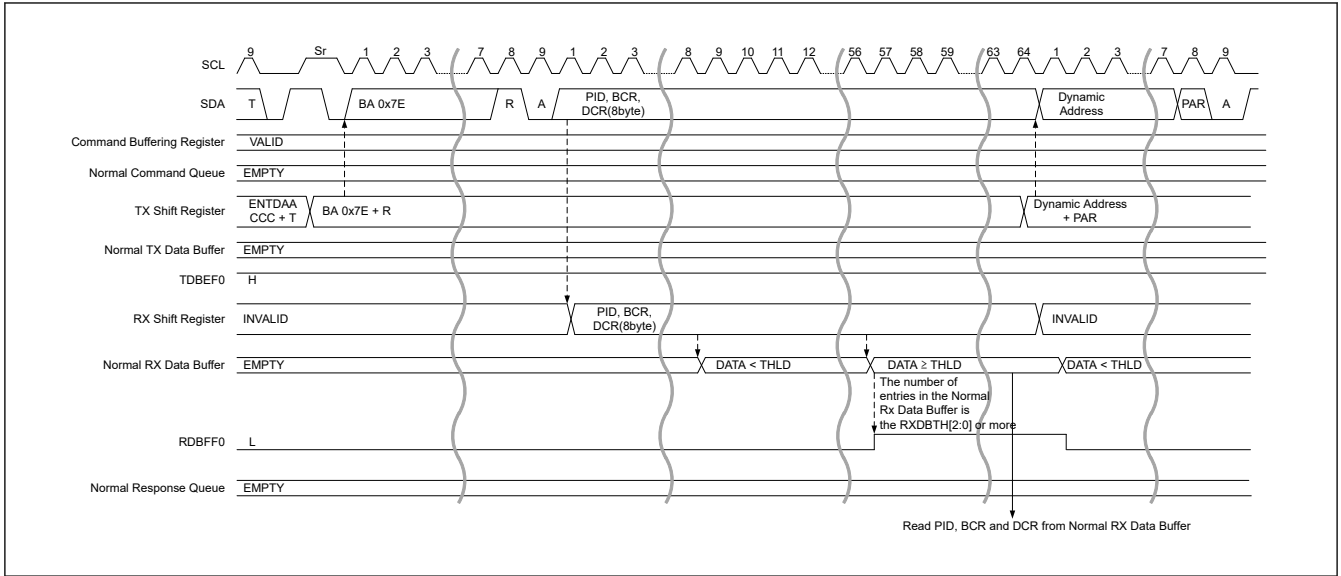 9 Sr 1 2 3 7 8 9 1 2 3 8 9 10 11 12 56 57 58 59 63 64 1 2 3 7 8 9
SCL
SDA T BA 0x7E R A PID, BCR,
DCR(8byte) Dynamic
Address PAR A
Command Buffering Register VALID
Normal Command Queue EMPTY
TX Shift Register ENTDAA
CCC + T BA 0x7E + R Dynamic Address
+ PAR
Normal TX Data Buffer EMPTY
TDBEF0 H
RX Shift Register INVALID PID, BCR,
DCR(8byte) INVALID
Normal RX Data Buffer EMPTY DATA < THLD DATA ≥ THLD DATA < THLD
The number of
entries in the Normal
Rx Data Buffer is
the RXDBTH[2:0] or more
RDBFF0 L
Normal Response Queue EMPTY
Read PID, BCR and DCR from Normal RX Data Buffer